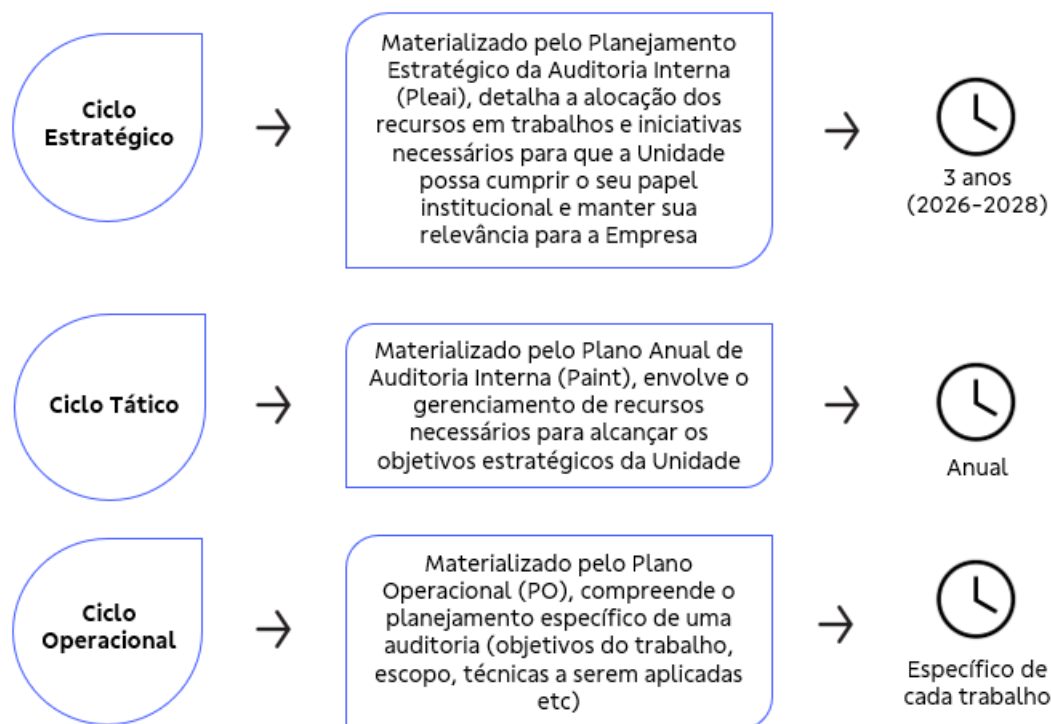 Ciclo
Estratégico
Materializado pelo Planejamento
Estratégico da Auditoria Interna
(Pleai), detalha a alocação dos
recursos em trabalhos e iniciativas
necessários para que a Unidade
possa cumprir o seu papel
institucional e manter sua
relevância para a Empresa
3 anos
(2026-2028)
Ciclo Tático
Materializado pelo Plano Anual de
Auditoria Interna (Paint), envolve o
gerenciamento de recursos
necessários para alcançar os
objetivos estratégicos da Unidade
Anual
Ciclo
Operacional
Materializado pelo Plano
Operacional (PO), compreende o
planejamento específico de uma
auditoria (objetivos do trabalho,
escopo, técnicas a serem aplicadas
etc)
Específico de
cada trabalho